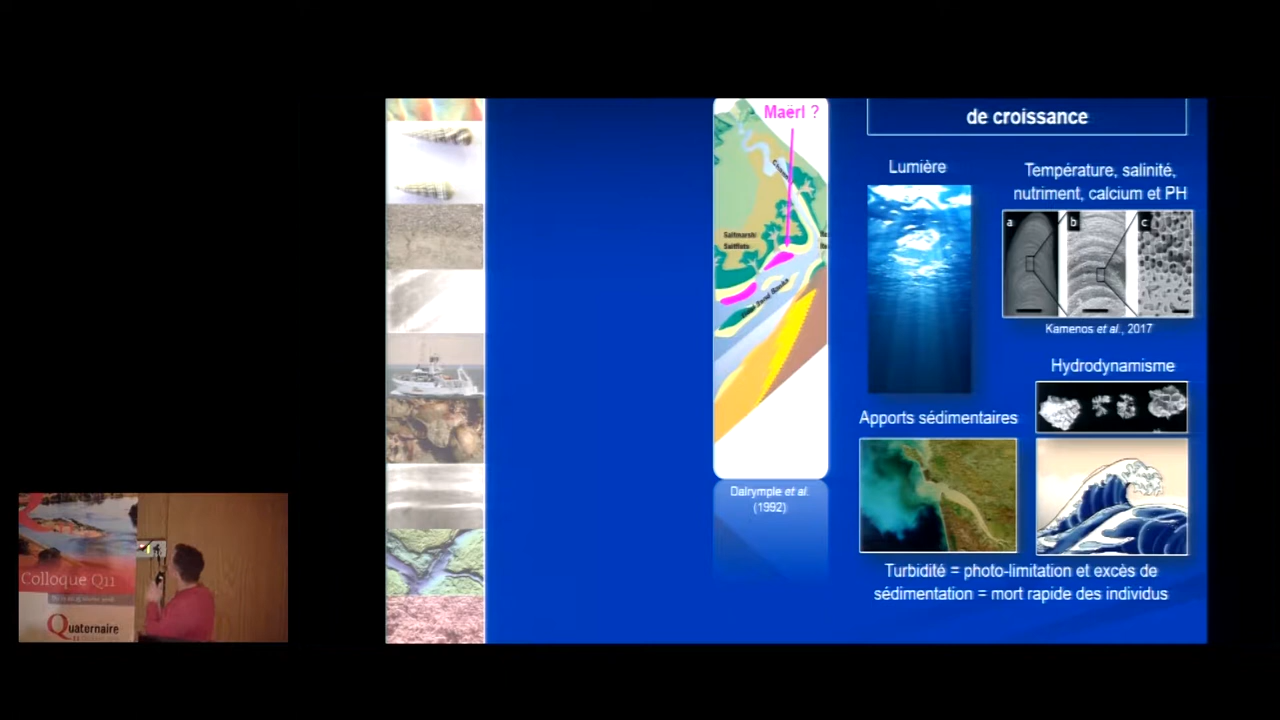 Maërl ?
Saltmarsh
Saltflats
Dalrymple et al.
(1992)
de croissance
Lumière
Température, salinité,
nutriment, calcium et PH
a
b
c
Kamenos et al., 2017
Hydrodynamisme
Apports sédimentaires
Turbidité = photo-limitation et excès de
sédimentation = mort rapide des individus
Colloque Q11
Quaternaire